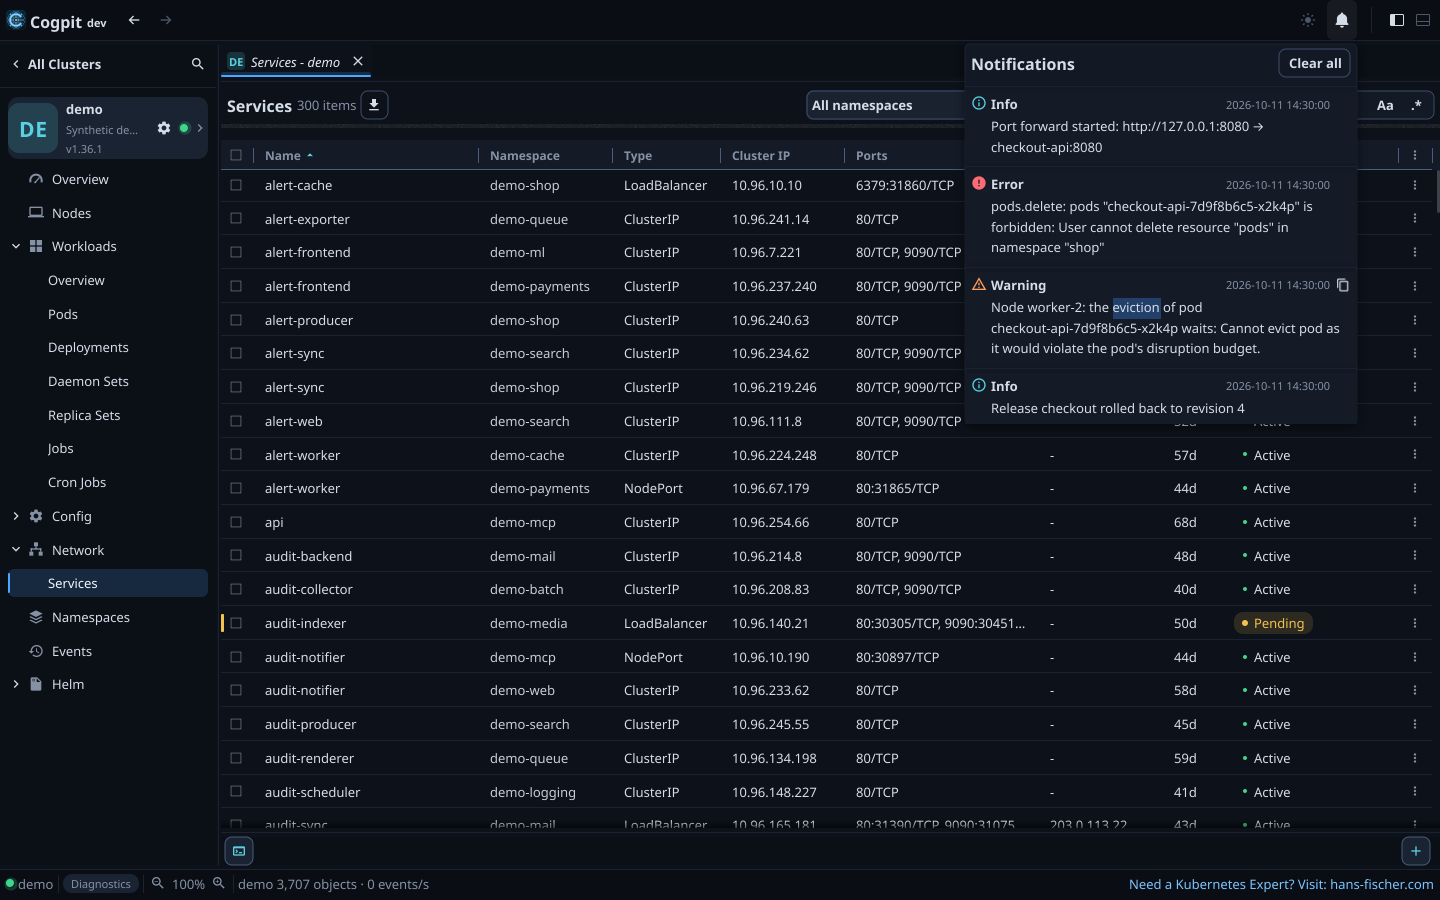 Cogpit dev
All Clusters
DE
demo
Synthetic de...
v1.36.1
Overview
Nodes
Workloads
Overview
Pods
Deployments
Daemon Sets
Replica Sets
Jobs
Cron Jobs
Config
Network
Services
Namespaces
Events
Helm
DE Services - demo
Services 300 items
All namespaces
Aa .*
Name Namespace Type Cluster IP Ports
alert-cache demo-shop LoadBalancer 10.96.10.10 6379:31860/TCP
alert-exporter demo-queue ClusterIP 10.96.241.14 80/TCP
alert-frontend demo-ml ClusterIP 10.96.7.221 80/TCP, 9090/TCP
alert-frontend demo-payments ClusterIP 10.96.237.240 80/TCP, 9090/TCP
alert-producer demo-shop ClusterIP 10.96.240.63 80/TCP
alert-sync demo-search ClusterIP 10.96.234.62 80/TCP, 9090/TCP
alert-sync demo-shop ClusterIP 10.96.219.246 80/TCP, 9090/TCP
alert-web demo-search ClusterIP 10.96.111.8 80/TCP, 9090/TCP
alert-worker demo-cache ClusterIP 10.96.224.248 80/TCP - 57d Active
alert-worker demo-payments NodePort 10.96.67.179 80:31865/TCP - 44d Active
api demo-mcp ClusterIP 10.96.254.66 80/TCP - 68d Active
audit-backend demo-mail ClusterIP 10.96.214.8 80/TCP, 9090/TCP - 48d Active
audit-collector demo-batch ClusterIP 10.96.208.83 80/TCP, 9090/TCP - 40d Active
audit-indexer demo-media LoadBalancer 10.96.140.21 80:30305/TCP, 9090:30451... - 50d Pending
audit-notifier demo-mcp NodePort 10.96.10.190 80:30897/TCP - 44d Active
audit-notifier demo-web ClusterIP 10.96.233.62 80/TCP - 58d Active
audit-producer demo-search ClusterIP 10.96.245.55 80/TCP - 45d Active
audit-renderer demo-queue ClusterIP 10.96.134.198 80/TCP - 59d Active
audit-scheduler demo-logging ClusterIP 10.96.148.227 80/TCP - 41d Active
audit-sync demo-mail LoadBalancer 10.96.165.181 80:31390/TCP, 9090:31075 203.0.113.22 43d Active
Notifications Clear all
Info 2026-10-11 14:30:00
Port forward started: http://127.0.0.1:8080 →
checkout-api:8080
Error 2026-10-11 14:30:00
pods.delete: pods "checkout-api-7d9f8b6c5-x2k4p" is
forbidden: User cannot delete resource "pods" in
namespace "shop"
Warning 2026-10-11 14:30:00
Node worker-2: the eviction of pod
checkout-api-7d9f8b6c5-x2k4p waits: Cannot evict pod as
it would violate the pod's disruption budget.
Info 2026-10-11 14:30:00
Release checkout rolled back to revision 4
demo Diagnostics 100% demo 3,707 objects · 0 events/s
Need a Kubernetes Expert? Visit: hans-fischer.com